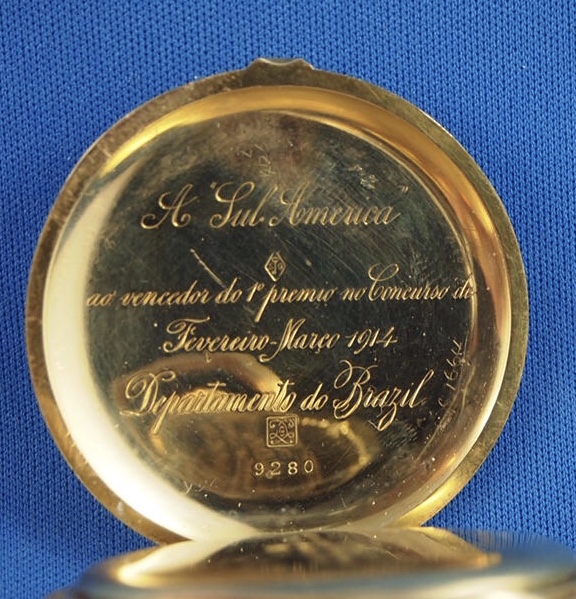 A "Sul America"
ao vencedor do 1º premio no Concurso de
Fevereiro-Março 1914
Departamento do Brazil
9280